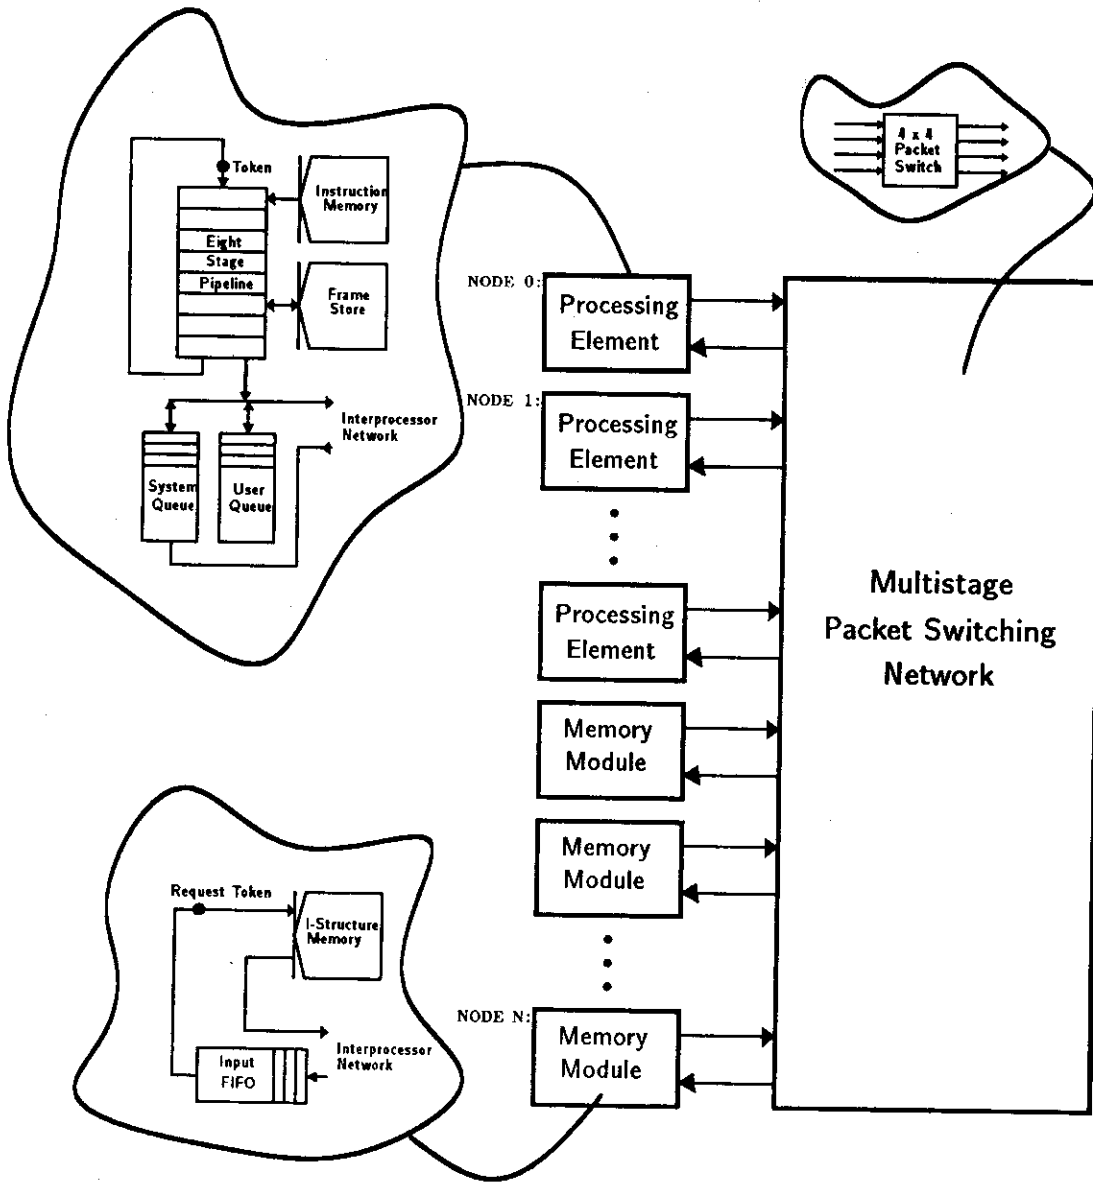 4 x 4
Packet
Switch
Token
Instruction
Memory
Eight
Stage
Pipeline
Frame
Store
Interprocessor
Network
System
Queue
User
Queue
NODE 0:
Processing
Element
NODE 1:
Processing
Element
Processing
Element
Multistage
Packet Switching
Network
Memory
Module
Memory
Module
Request Token
I-Structure
Memory
Interprocessor
Network
Input
FIFO
NODE N:
Memory
Module